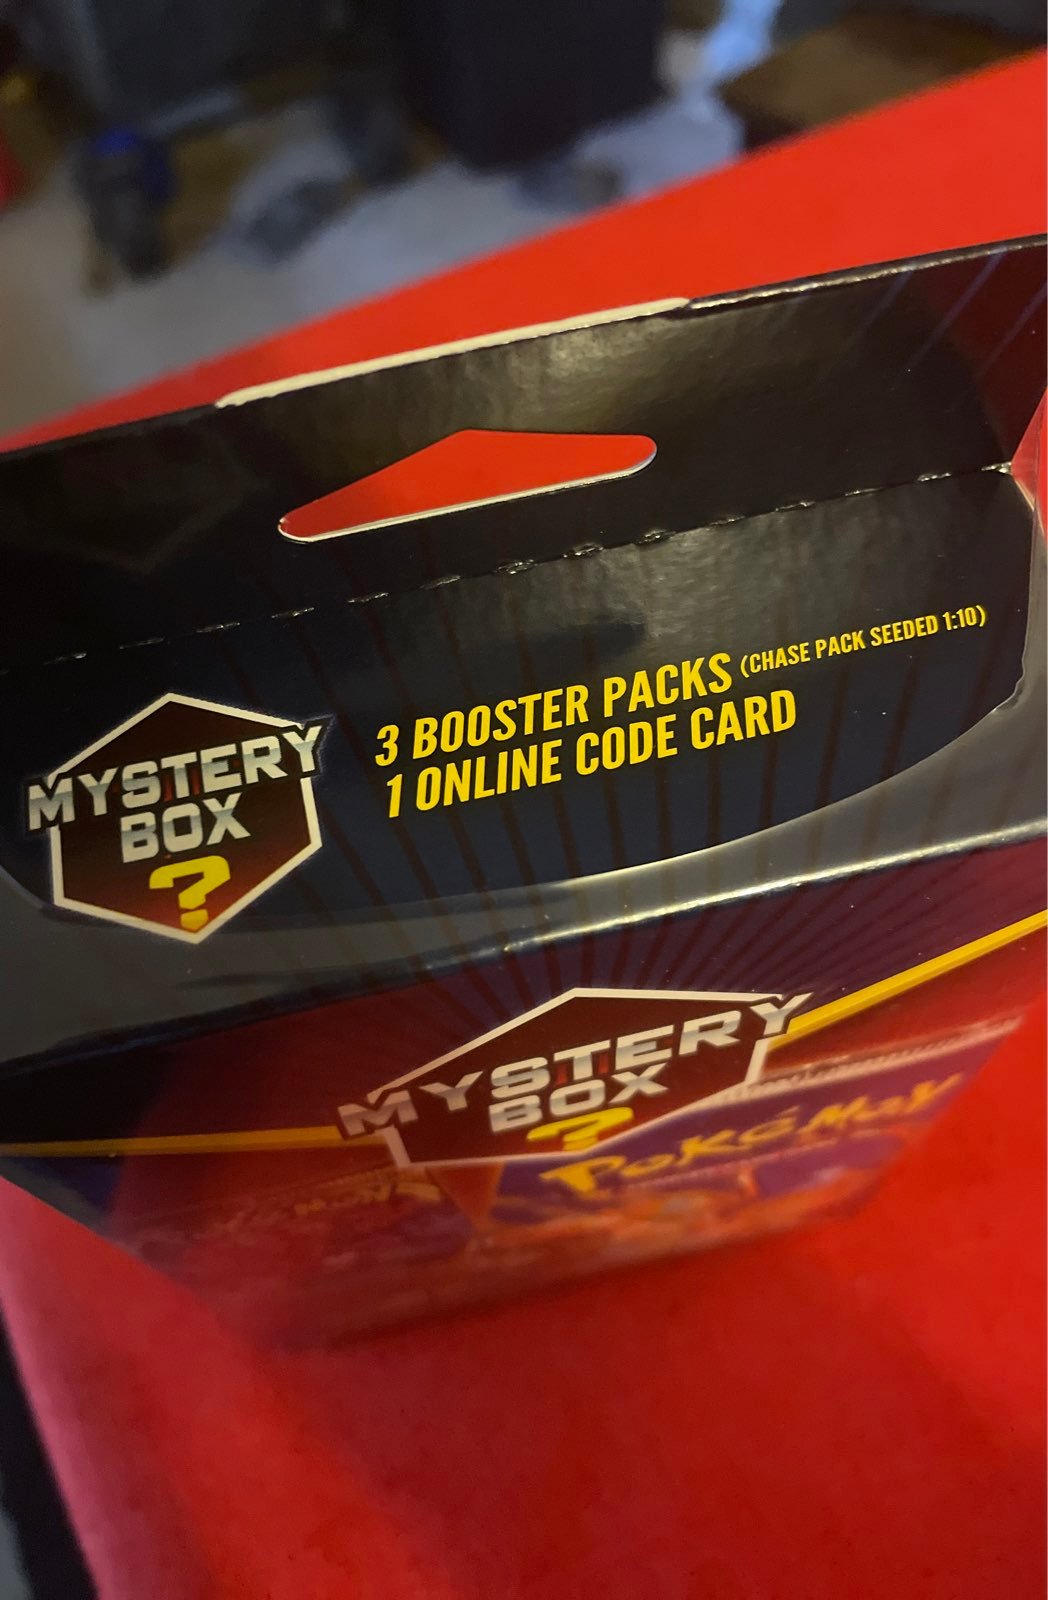 3 BOOSTER PACKS (CHASE PACK SEEDED 1:10)
1 ONLINE CODE CARD
MYSTERY
BOX
?
MYSTERY
BOX
?
POKéMON